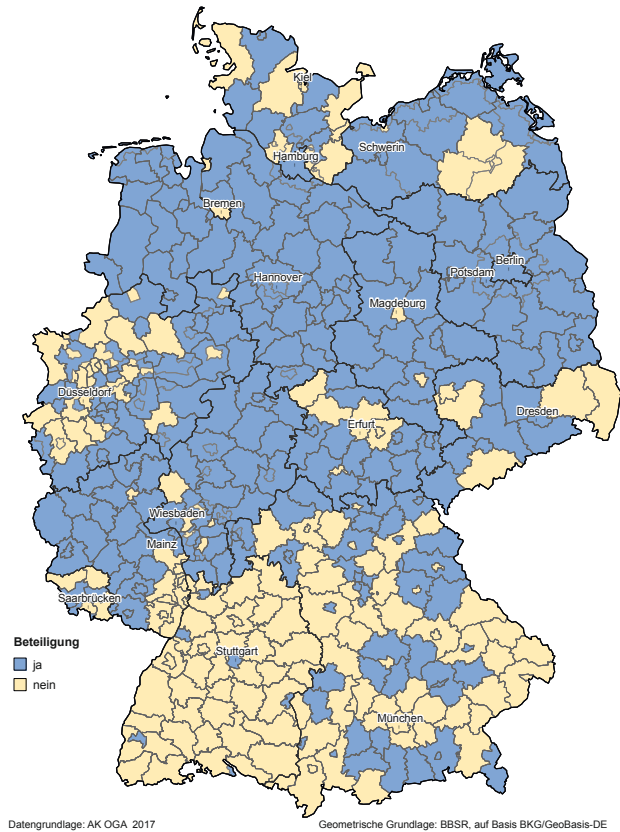 Kiel
Schwerin
Hamburg
Bremen
Berlin
Potsdam
Hannover
Magdeburg
Düsseldorf
Dresden
Erfurt
Wiesbaden
Mainz
Saarbrücken
Stuttgart
München
Beteiligung
ja
nein
Datengrundlage: AK OGA 2017
Geometrische Grundlage: BBSR, auf Basis BKG/GeoBasis-DE